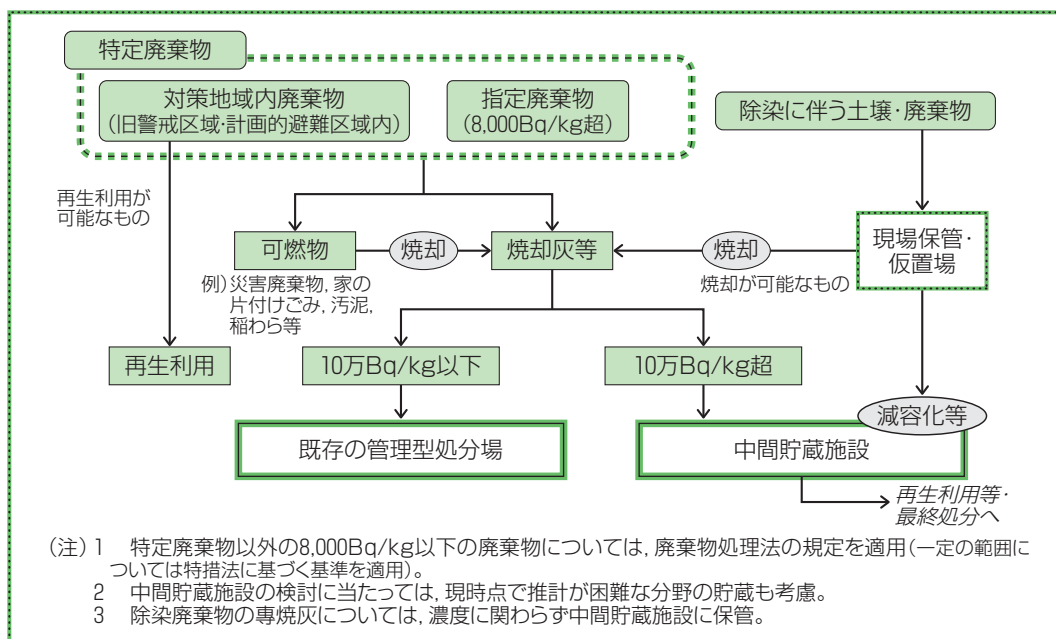 特定廃棄物
対策地域内廃棄物
(旧警戒区域・計画的避難区域内)
指定廃棄物
(8,000Bq/kg超)
除染に伴う土壌・廃棄物
再生利用が
可能なもの
可燃物
焼却
焼却灰等
焼却
現場保管・
仮置場
例)災害廃棄物,家の
片付けごみ,汚泥,
稲わら等
焼却が可能なもの
再生利用
10万Bq/kg以下
10万Bq/kg超
減容化等
既存の管理型処分場
中間貯蔵施設
再生利用等・
最終処分へ
(注)1 特定廃棄物以外の8,000Bq/kg以下の廃棄物については,廃棄物処理法の規定を適用(一定の範囲に
ついては特措法に基づく基準を適用)。
2 中間貯蔵施設の検討に当たっては,現時点で推計が困難な分野の貯蔵も考慮。
3 除染廃棄物の専焼灰については,濃度に関わらず中間貯蔵施設に保管。